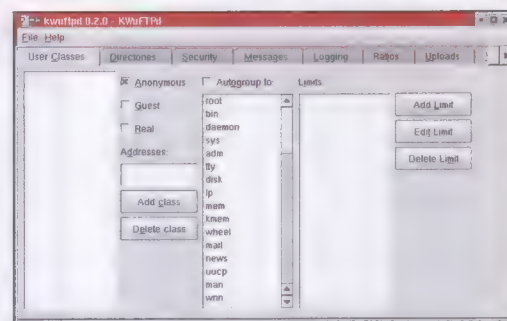 kwuftpd 0.2.0 - KWuFTPd
File Help
User Classes
Directories
Security
Messages
Logging
Ratios
Uploads
Anonymous
Guest
Real
Addresses:
Add class
Delete class
Autogroup to:
root
bin
daemon
sys
adm
tty
disk
lp
mem
kmem
wheel
mail
news
uucp
man
wnn
Limits
Add Limit
Edit Limit
Delete Limit